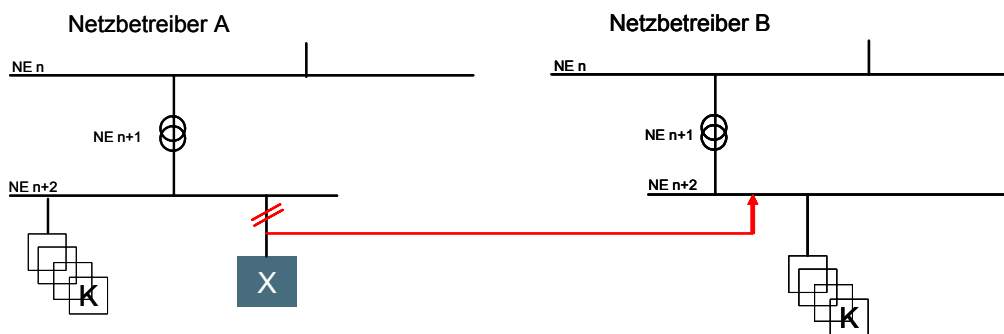 Netzbetreiber A
Netzbetreiber B
NE n
NE n
NE n+1
NE n+1
NE n+2
NE n+2
K
X
K